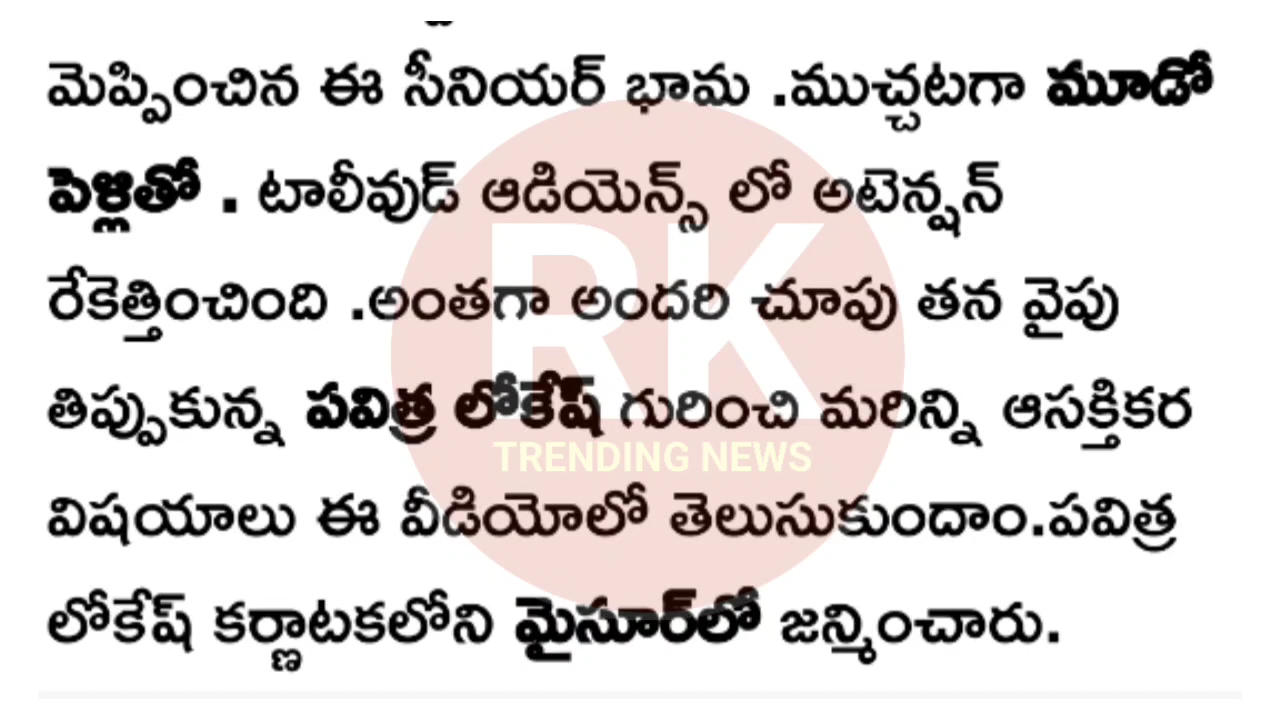 మెప్పించిన ఈ సీనియర్ భామ .ముచ్చటగా మూడో
పెళ్లితో . టాలీవుడ్ ఆడియెన్స్ లో అటెన్షన్
రేకెత్తించింది .అంతగా అందరి చూపు తన వైపు
తిప్పుకున్న పవిత్ర లోకేష్ గురించి మరిన్ని ఆసక్తికర
విషయాలు ఈ వీడియోలో తెలుసుకుందాం.పవిత్ర
లోకేష్ కర్ణాటకలోని మైసూర్‌లో జన్మించారు.
RK
TRENDING NEWS